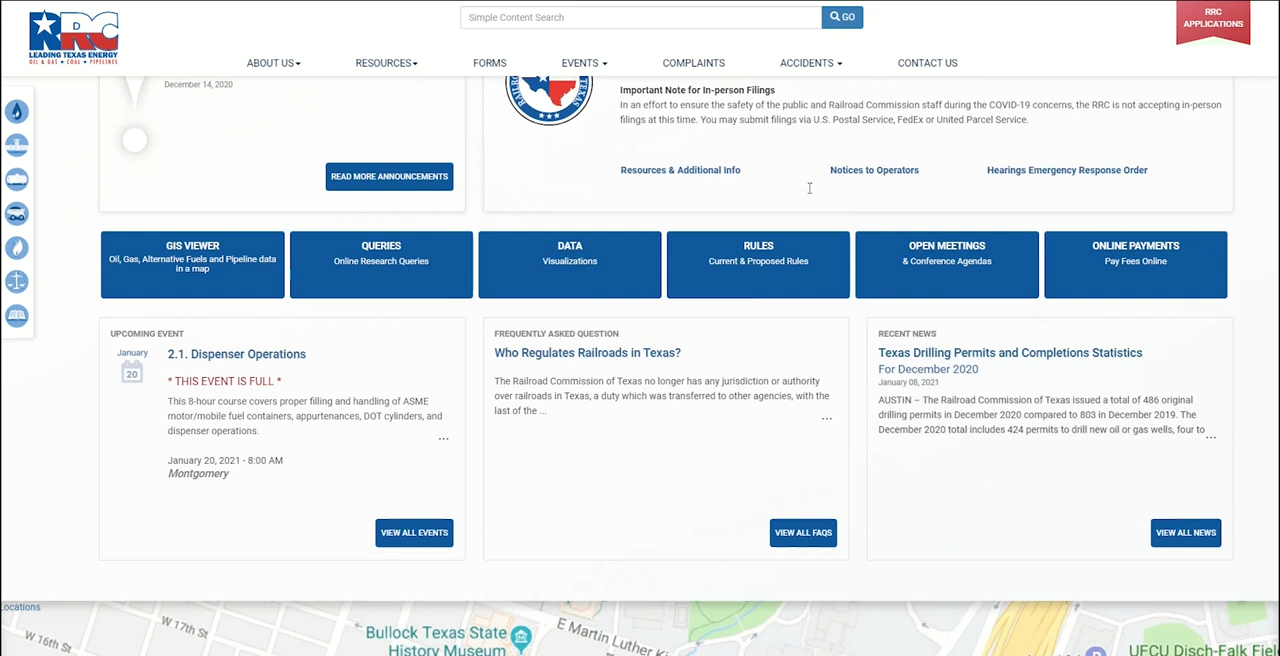 RRC
LEADING TEXAS ENERGY
OIL & GAS ★ COAL ★ PIPELINES
Simple Content Search
GO
RRC
APPLICATIONS
ABOUT US
RESOURCES
FORMS
EVENTS
COMPLAINTS
ACCIDENTS
CONTACT US
December 14, 2020
READ MORE ANNOUNCEMENTS
Important Note for In-person Filings
In an effort to ensure the safety of the public and Railroad Commission staff during the COVID-19 concerns, the RRC is not accepting in-person
filings at this time. You may submit filings via U.S. Postal Service, FedEx or United Parcel Service.
Resources & Additional Info
Notices to Operators
Hearings Emergency Response Order
GIS VIEWER
Oil, Gas, Alternative Fuels and Pipeline data
in a map
QUERIES
Online Research Queries
DATA
Visualizations
RULES
Current & Proposed Rules
OPEN MEETINGS
& Conference Agendas
ONLINE PAYMENTS
Pay Fees Online
UPCOMING EVENT
January
20
2.1. Dispenser Operations
* THIS EVENT IS FULL *
This 8-hour course covers proper filling and handling of ASME
motor/mobile fuel containers, appurtenances, DOT cylinders, and
dispenser operations.
...
January 20, 2021 - 8:00 AM
Montgomery
VIEW ALL EVENTS
FREQUENTLY ASKED QUESTION
Who Regulates Railroads in Texas?
The Railroad Commission of Texas no longer has any jurisdiction or authority
over railroads in Texas, a duty which was transferred to other agencies, with the
last of the ...
...
VIEW ALL FAQS
RECENT NEWS
Texas Drilling Permits and Completions Statistics
For December 2020
January 08, 2021
AUSTIN – The Railroad Commission of Texas issued a total of 486 original
drilling permits in December 2020 compared to 803 in December 2019. The
December 2020 total includes 424 permits to drill new oil or gas wells, four to
...
VIEW ALL NEWS
Locations
W 16th St
W 17th St
Bullock Texas State
History Museum
E Martin Luther Ki
UFCU Disch-Falk Fiel